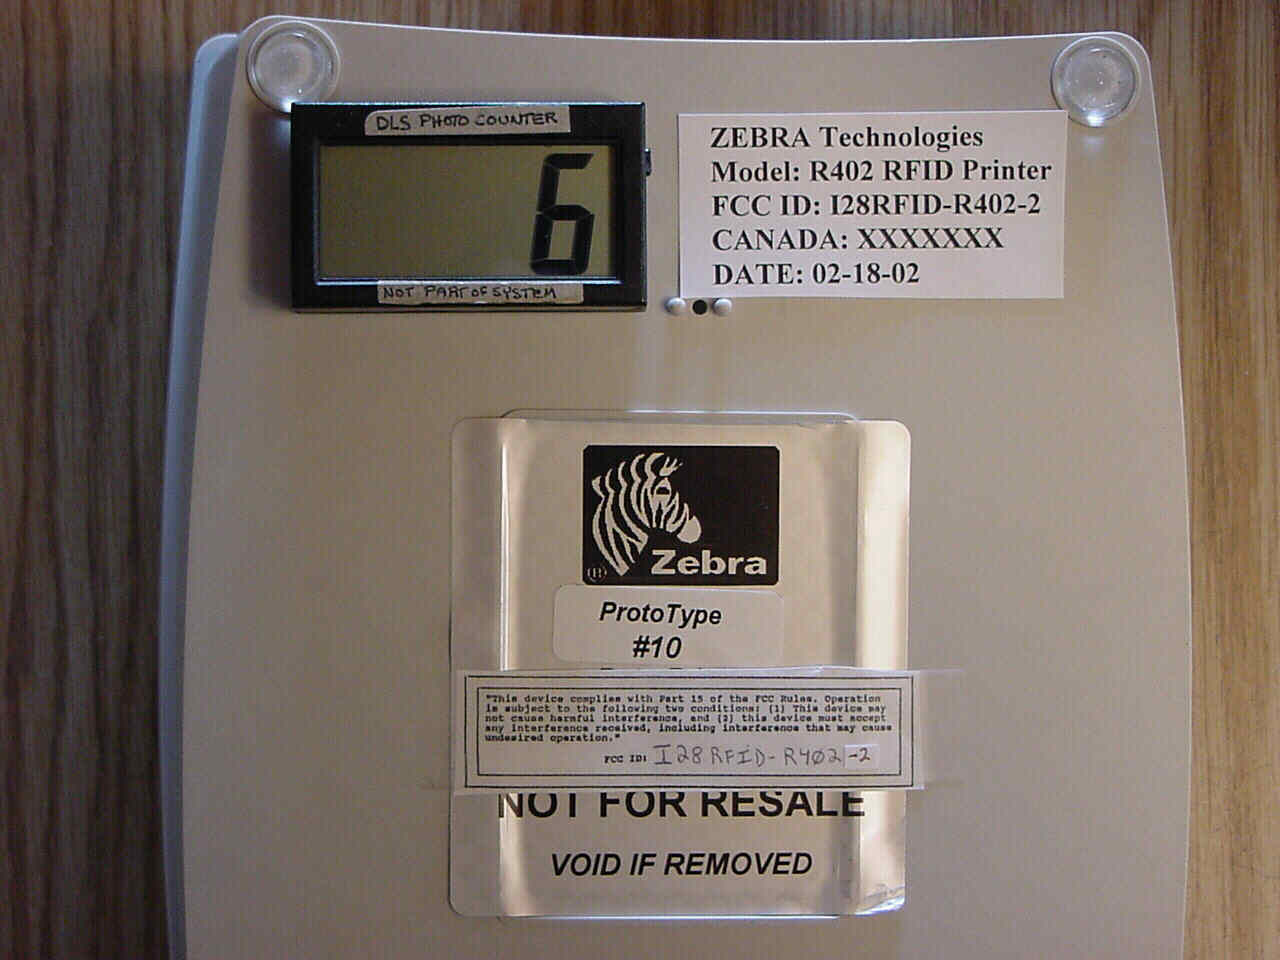 DLS PHOTO COUNTER
6
NOT PART OF SYSTEM
ZEBRA Technologies
Model: R402 RFID Printer
FCC ID: I28RFID-R402-2
CANADA: XXXXXXX
DATE: 02-18-02
Zebra
®
ProtoType
#10
"This device complies with Part 15 of the FCC Rules. Operation
is subject to the following two conditions: (1) This device may
not cause harmful interference, and (2) this device must accept
any interference received, including interference that may cause
undesired operation."
FCC ID: I28RFID-R402-2
NOT FOR RESALE
VOID IF REMOVED